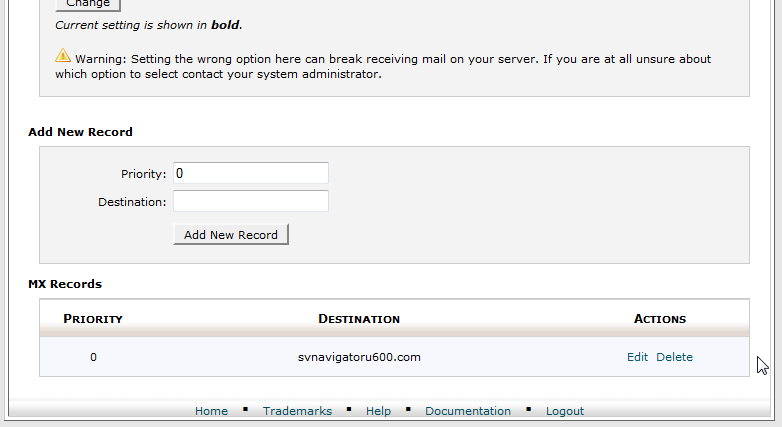 Change
Current setting is shown in bold.
Warning: Setting the wrong option here can break receiving mail on your server. If you are at all unsure about
which option to select contact your system administrator.
Add New Record
Priority: 0
Destination:
Add New Record
MX Records
PRIORITY DESTINATION ACTIONS
0 svnavigatoru600.com Edit Delete
Home ▪ Trademarks ▪ Help ▪ Documentation ▪ Logout